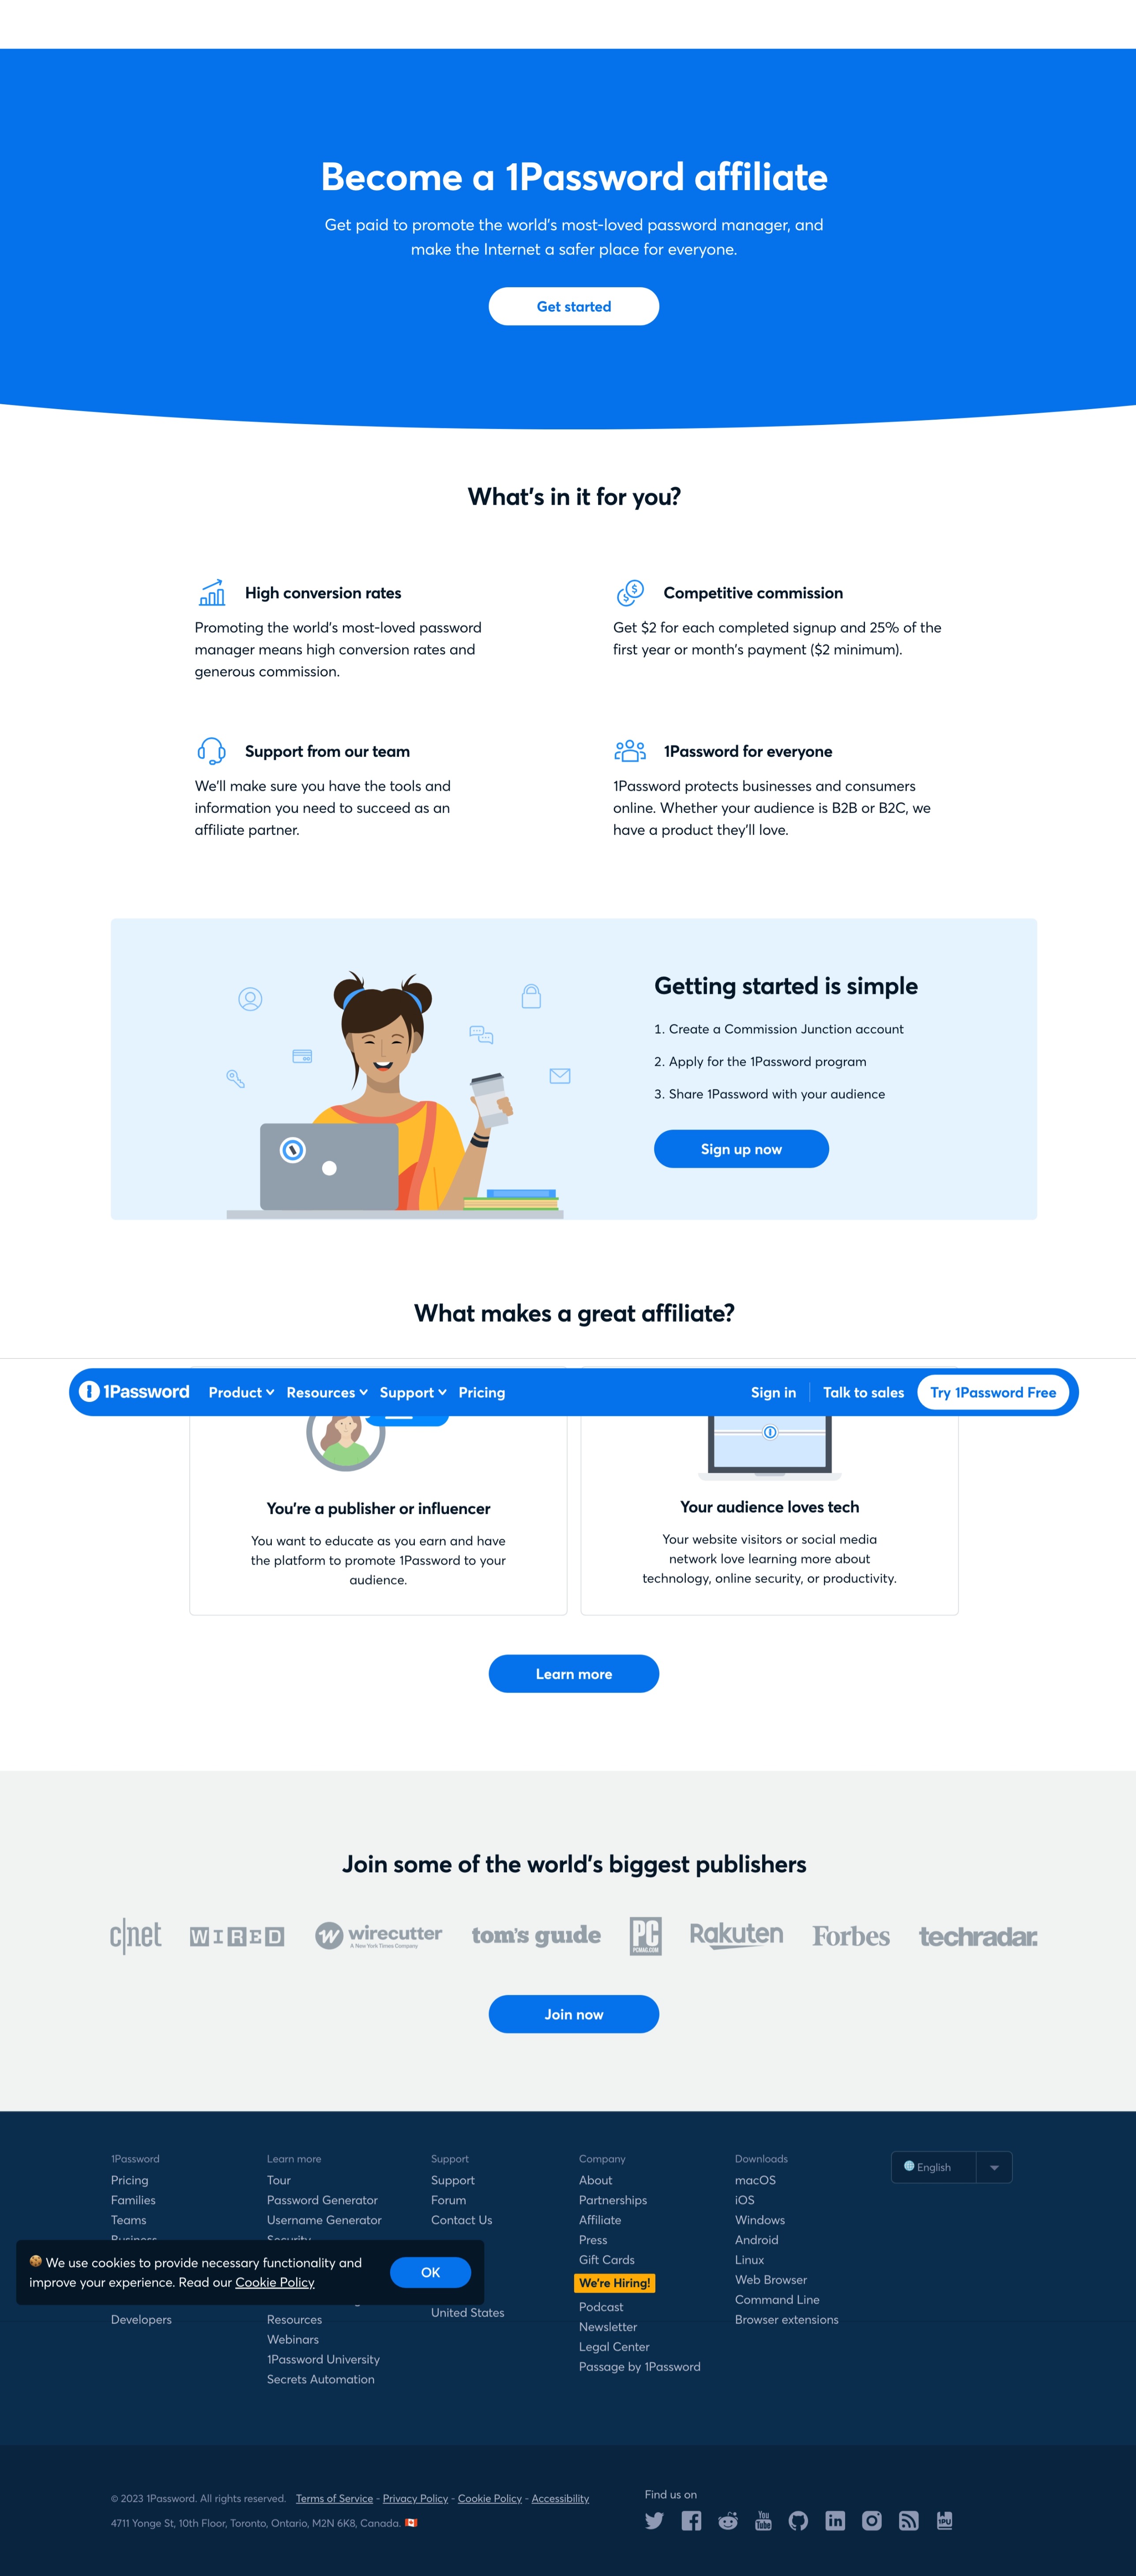 Become a 1Password affiliate
Get paid to promote the world's most-loved password manager, and
make the Internet a safer place for everyone.
Get started
What's in it for you?
High conversion rates
Promoting the world's most-loved password
manager means high conversion rates and
generous commission.
Competitive commission
Get $2 for each completed signup and 25% of the
first year or month's payment ($2 minimum).
Support from our team
We'll make sure you have the tools and
information you need to succeed as an
affiliate partner.
1Password for everyone
1Password protects businesses and consumers
online. Whether your audience is B2B or B2C, we
have a product they'll love.
Getting started is simple
1. Create a Commission Junction account
2. Apply for the 1Password program
3. Share 1Password with your audience
Sign up now
What makes a great affiliate?
1Password Product Resources Support Pricing Sign in Talk to sales Try 1Password Free
You're a publisher or influencer
You want to educate as you earn and have
the platform to promote 1Password to your
audience.
Your audience loves tech
Your website visitors or social media
network love learning more about
technology, online security, or productivity.
Learn more
Join some of the world's biggest publishers
c|net WIRED wirecutter tom's guide PC Rakuten Forbes techradar.
A New York Times Company
PCMAG.COM
Join now
1Password
Pricing
Families
Teams
Business
Developers
Learn more
Tour
Password Generator
Username Generator
Security
Resources
Webinars
1Password University
Secrets Automation
Support
Support
Forum
Contact Us
United States
Company
About
Partnerships
Affiliate
Press
Gift Cards
We're Hiring!
Podcast
Newsletter
Legal Center
Passage by 1Password
Downloads
macOS
iOS
Windows
Android
Linux
Web Browser
Command Line
Browser extensions
English
We use cookies to provide necessary functionality and
improve your experience. Read our Cookie Policy
OK
© 2023 1Password. All rights reserved. Terms of Service - Privacy Policy - Cookie Policy - Accessibility
4711 Yonge St, 10th Floor, Toronto, Ontario, M2N 6K8, Canada.
Find us on
You
Tube
1PU